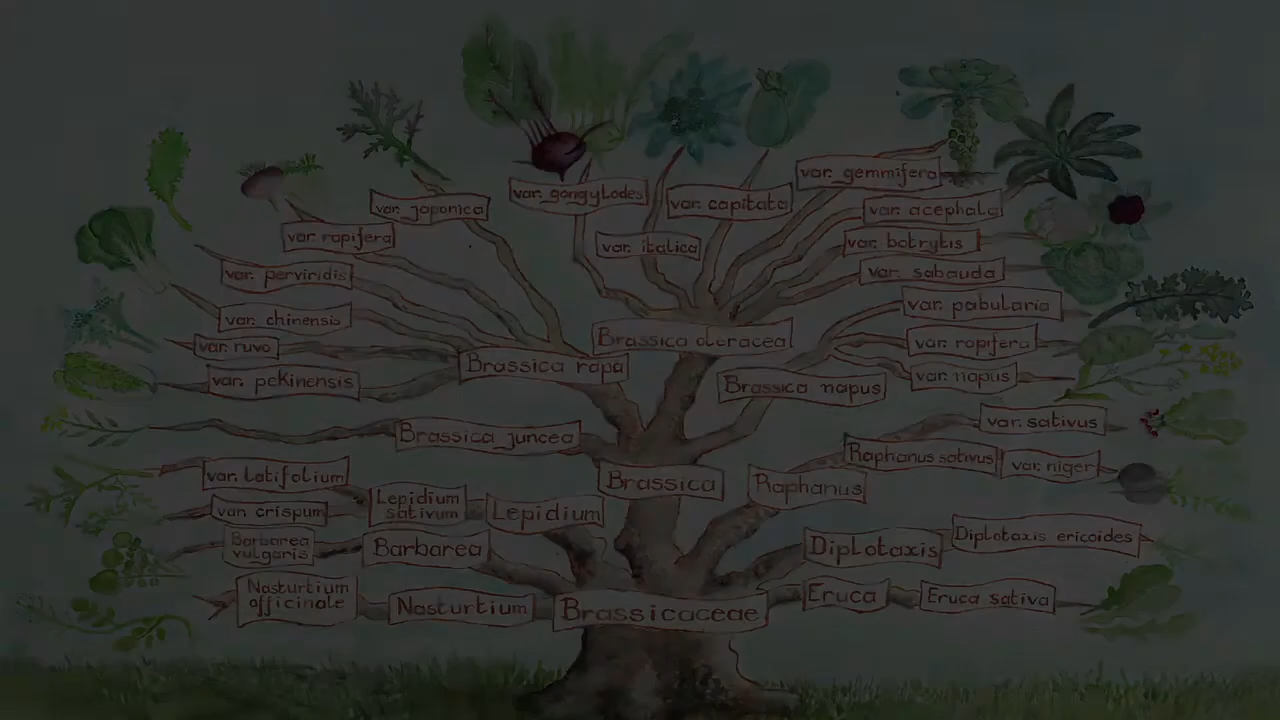 var. gemmifera
var. gongylodes
var. capitata
var. japonica
var. acephala
var. rapifera
var. italica
var. botrytis
var. perviridis
var. sabauda
var. pabularia
var. chinensis
Brassica oleracea
var. rapifera
var. ruvo
Brassica rapa
var. napus
var. pekinensis
Brassica napus
var. sativus
Brassica juncea
Raphanus sativus
var. niger
var. latifolium
Brassica
Raphanus
Lepidium
sativum
Lepidium
van crispum
Barbarea
vulgaris
Barbarea
Diplotaxis
Diplotaxis ericoides
Nasturtium
officinale
Nasturtium
Brassicaceae
Eruca
Eruca sativa